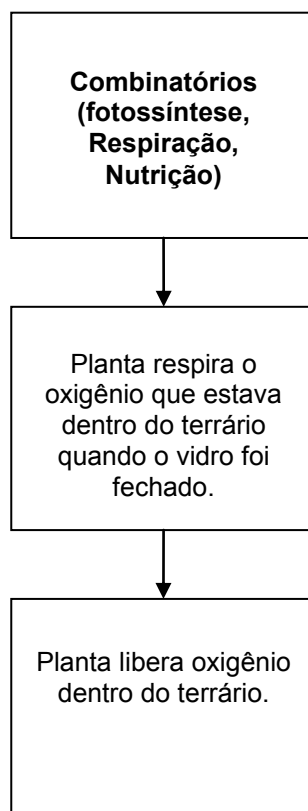 Combinatórios
(fotossíntese,
Respiração,
Nutrição)
Planta respira o
oxigênio que estava
dentro do terrário
quando o vidro foi
fechado.
Planta libera oxigênio
dentro do terrário.